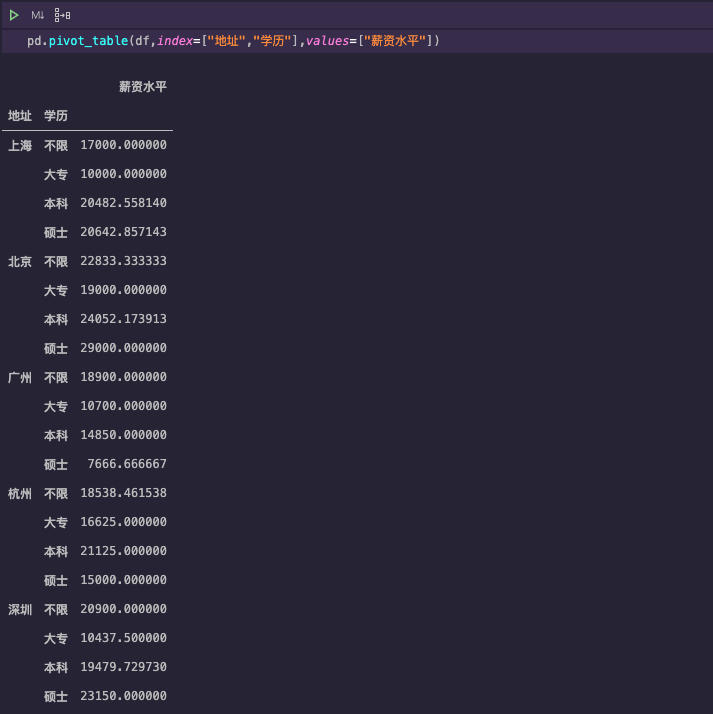 M↓
pd.pivot_table(df,index=["地址","学历"],values=["薪资水平"])
薪资水平
地址 学历
上海 不限 17000.000000
大专 10000.000000
本科 20482.558140
硕士 20642.857143
北京 不限 22833.333333
大专 19000.000000
本科 24052.173913
硕士 29000.000000
广州 不限 18900.000000
大专 10700.000000
本科 14850.000000
硕士 7666.666667
杭州 不限 18538.461538
大专 16625.000000
本科 21125.000000
硕士 15000.000000
深圳 不限 20900.000000
大专 10437.500000
本科 19479.729730
硕士 23150.000000